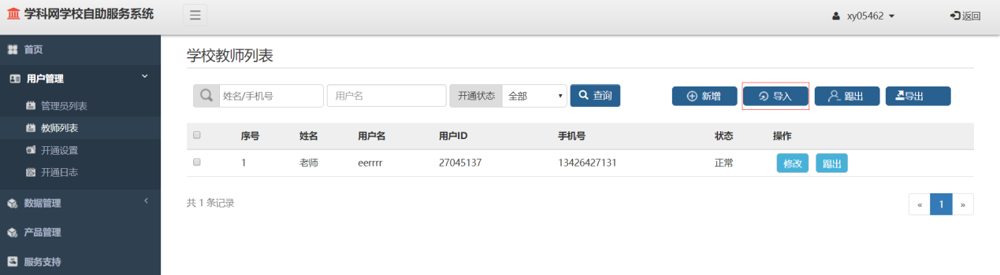 学科网学校自助服务系统
xy05462
返回
首页
用户管理
管理员列表
教师列表
开通设置
开通日志
数据管理
产品管理
服务支持
学校教师列表
姓名/手机号
用户名
开通状态 全部
查询
新增
导入
踢出
导出
序号 姓名 用户名 用户ID 手机号 状态 操作
1 老师 eerrrr 27045137 13426427131 正常 修改 踢出
共 1 条记录
« 1 »